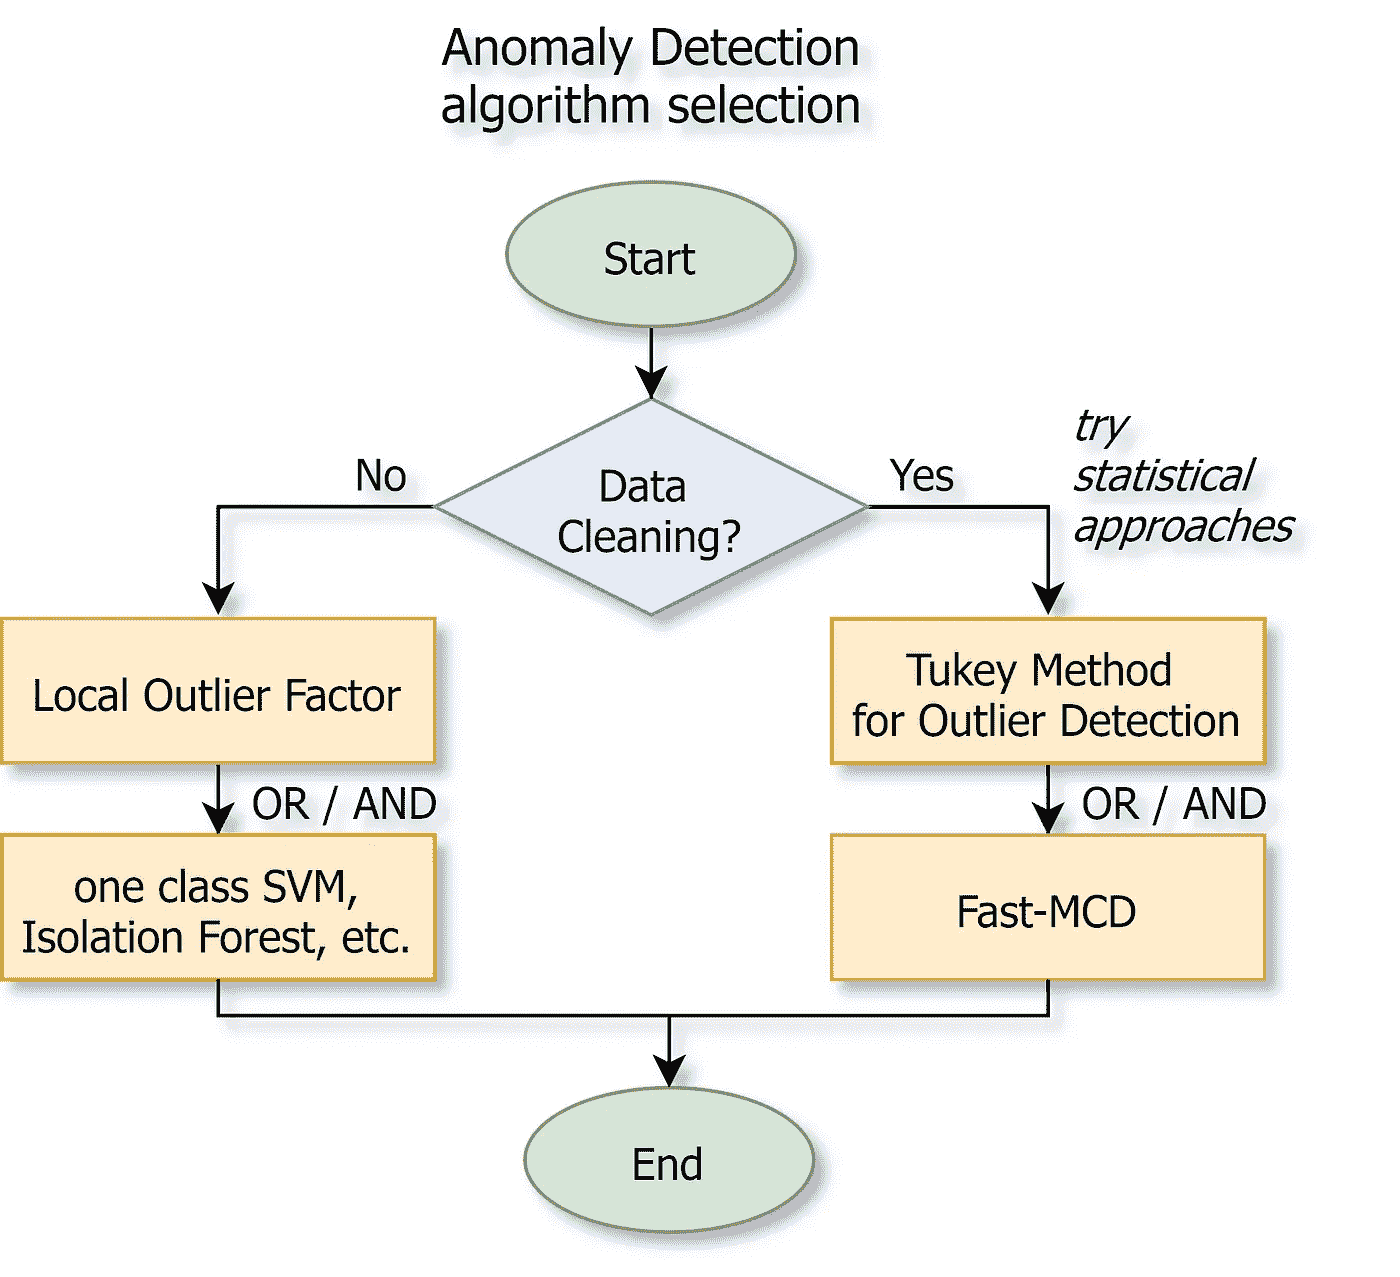 Anomaly Detection
algorithm selection
Start
Data
Cleaning?
No
Yes
try
statistical
approaches
Local Outlier Factor
OR / AND
one class SVM,
Isolation Forest, etc.
Tukey Method
for Outlier Detection
OR / AND
Fast-MCD
End